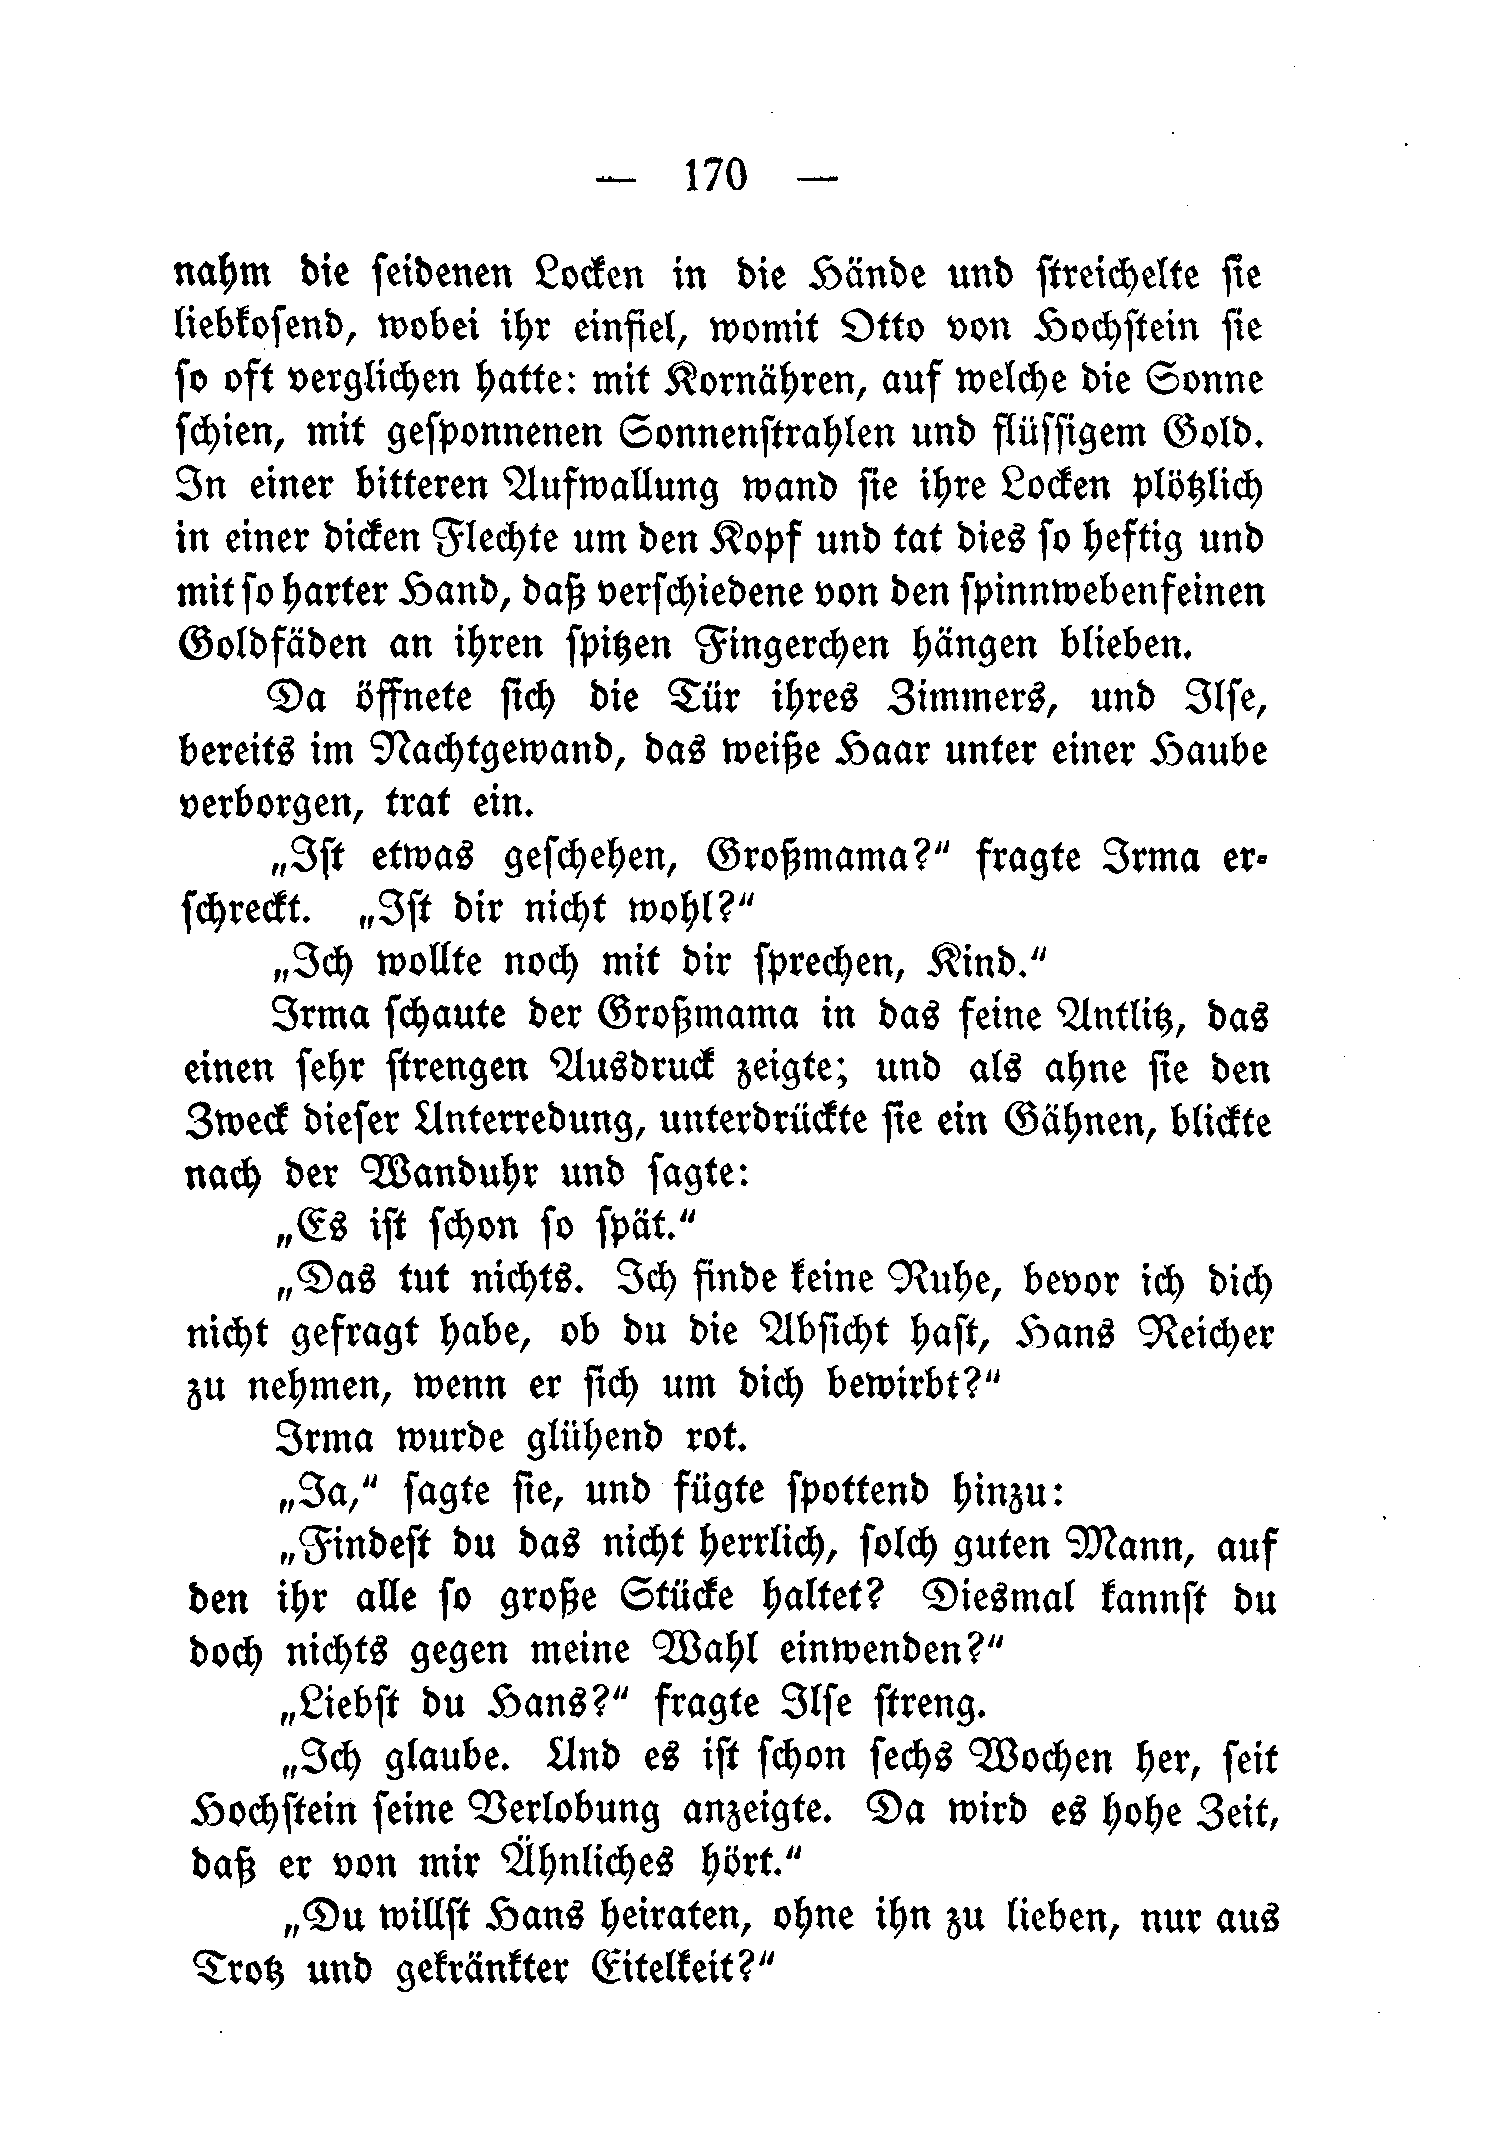 — 170 —
nahm die seidenen Locken in die Hände und streichelte sie
liebkosend, wobei ihr einfiel, womit Otto von Hochstein sie
so oft verglichen hatte: mit Kornähren, auf welche die Sonne
schien, mit gesponnenen Sonnenstrahlen und flüssigem Gold.
In einer bitteren Aufwallung wand sie ihre Locken plötzlich
in einer dicken Flechte um den Kopf und tat dies so heftig und
mit so harter Hand, daß verschiedene von den spinnwebenfeinen
Goldfäden an ihren spitzen Fingerchen hängen blieben.
Da öffnete sich die Tür ihres Zimmers, und Ilse,
bereits im Nachtgewand, das weiße Haar unter einer Haube
verborgen, trat ein.
„Ist etwas geschehen, Großmama?“ fragte Irma er-
schreckt. „Ist dir nicht wohl?“
„Ich wollte noch mit dir sprechen, Kind.“
Irma schaute der Großmama in das feine Antlitz, das
einen sehr strengen Ausdruck zeigte; und als ahne sie den
Zweck dieser Unterredung, unterdrückte sie ein Gähnen, blickte
nach der Wanduhr und sagte:
„Es ist schon so spät.“
„Das tut nichts. Ich finde keine Ruhe, bevor ich dich
nicht gefragt habe, ob du die Absicht hast, Hans Reicher
zu nehmen, wenn er sich um dich bewirbt?“
Irma wurde glühend rot.
„Ja,“ sagte sie, und fügte spottend hinzu:
„Findest du das nicht herrlich, solch guten Mann, auf
den ihr alle so große Stücke haltet? Diesmal kannst du
doch nichts gegen meine Wahl einwenden?“
„Liebst du Hans?“ fragte Ilse streng.
„Ich glaube. Und es ist schon sechs Wochen her, seit
Hochstein seine Verlobung anzeigte. Da wird es hohe Zeit,
daß er von mir Ähnliches hört.“
„Du willst Hans heiraten, ohne ihn zu lieben, nur aus
Trotz und gekränkter Eitelkeit?“